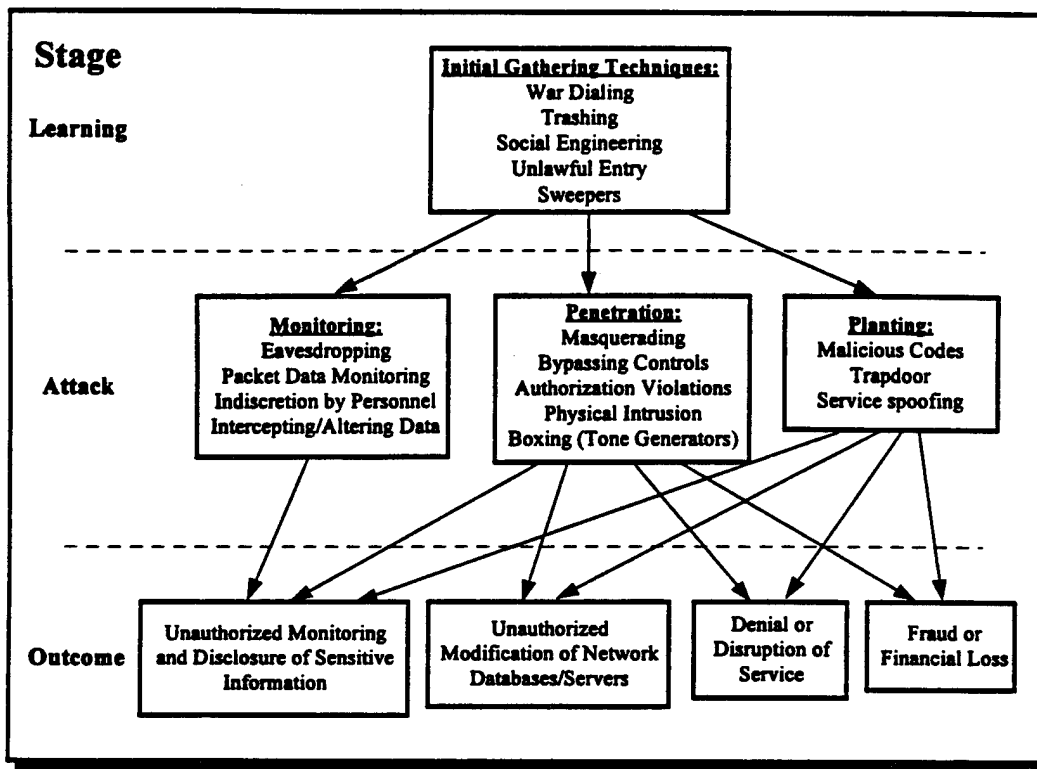 Stage
Learning
Initial Gathering Techniques:
War Dialing
Trashing
Social Engineering
Unlawful Entry
Sweepers
Attack
Monitoring:
Eavesdropping
Packet Data Monitoring
Indiscretion by Personnel
Intercepting/Altering Data
Penetration:
Masquerading
Bypassing Controls
Authorization Violations
Physical Intrusion
Boxing (Tone Generators)
Planting:
Malicious Codes
Trapdoor
Service spoofing
Outcome
Unauthorized Monitoring
and Disclosure of Sensitive
Information
Unauthorized
Modification of Network
Databases/Servers
Denial or
Disruption of
Service
Fraud or
Financial Loss